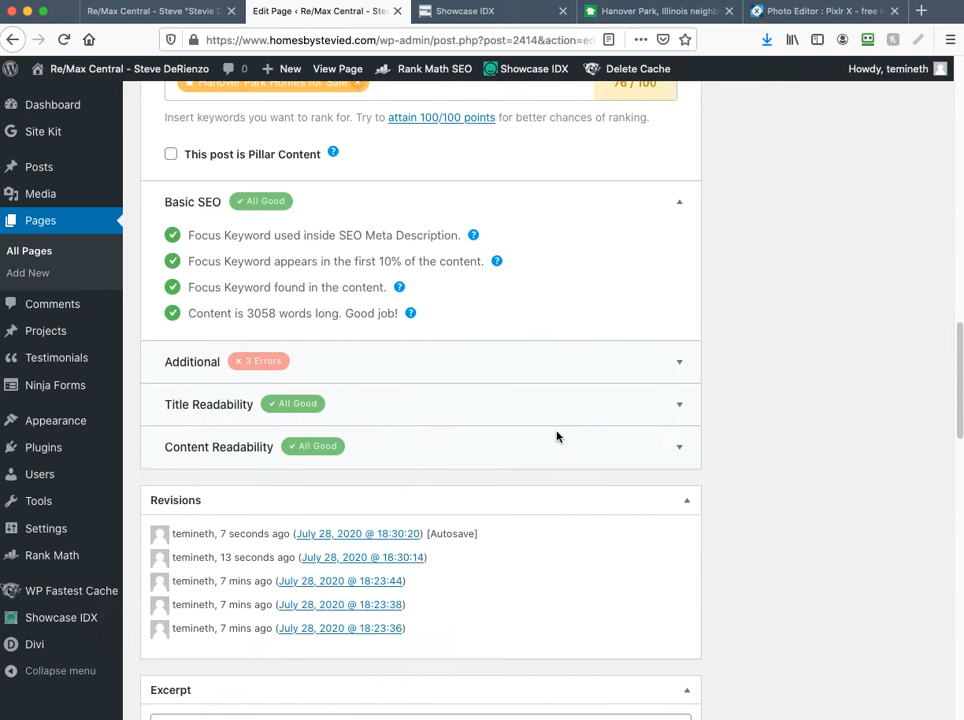 Re/Max Central - Steve "Stevie D
Edit Page ‹ Re/Max Central - Ste
Showcase IDX
Hanover Park, Illinois neighb
Photo Editor : Pixlr X - free i
https://www.homesbystevied.com/wp-admin/post.php?post=2414&action=ed
Re/Max Central - Steve DeRienzo
0
New
View Page
Rank Math SEO
Showcase IDX
Delete Cache
Howdy, temineth
Dashboard
Site Kit
Posts
Media
Pages
All Pages
Add New
Comments
Projects
Testimonials
Ninja Forms
Appearance
Plugins
Users
Tools
Settings
Rank Math
WP Fastest Cache
Showcase IDX
Divi
Collapse menu
Hanover Park Homes for Sale
76 / 100
Insert keywords you want to rank for. Try to attain 100/100 points for better chances of ranking.
This post is Pillar Content
Basic SEO All Good
Focus Keyword used inside SEO Meta Description.
Focus Keyword appears in the first 10% of the content.
Focus Keyword found in the content.
Content is 3058 words long. Good job!
Additional × 3 Errors
Title Readability All Good
Content Readability All Good
Revisions
temineth, 7 seconds ago (July 28, 2020 @ 18:30:20) [Autosave]
temineth, 13 seconds ago (July 28, 2020 @ 18:30:14)
temineth, 7 mins ago (July 28, 2020 @ 18:23:44)
temineth, 7 mins ago (July 28, 2020 @ 18:23:38)
temineth, 7 mins ago (July 28, 2020 @ 18:23:36)
Excerpt